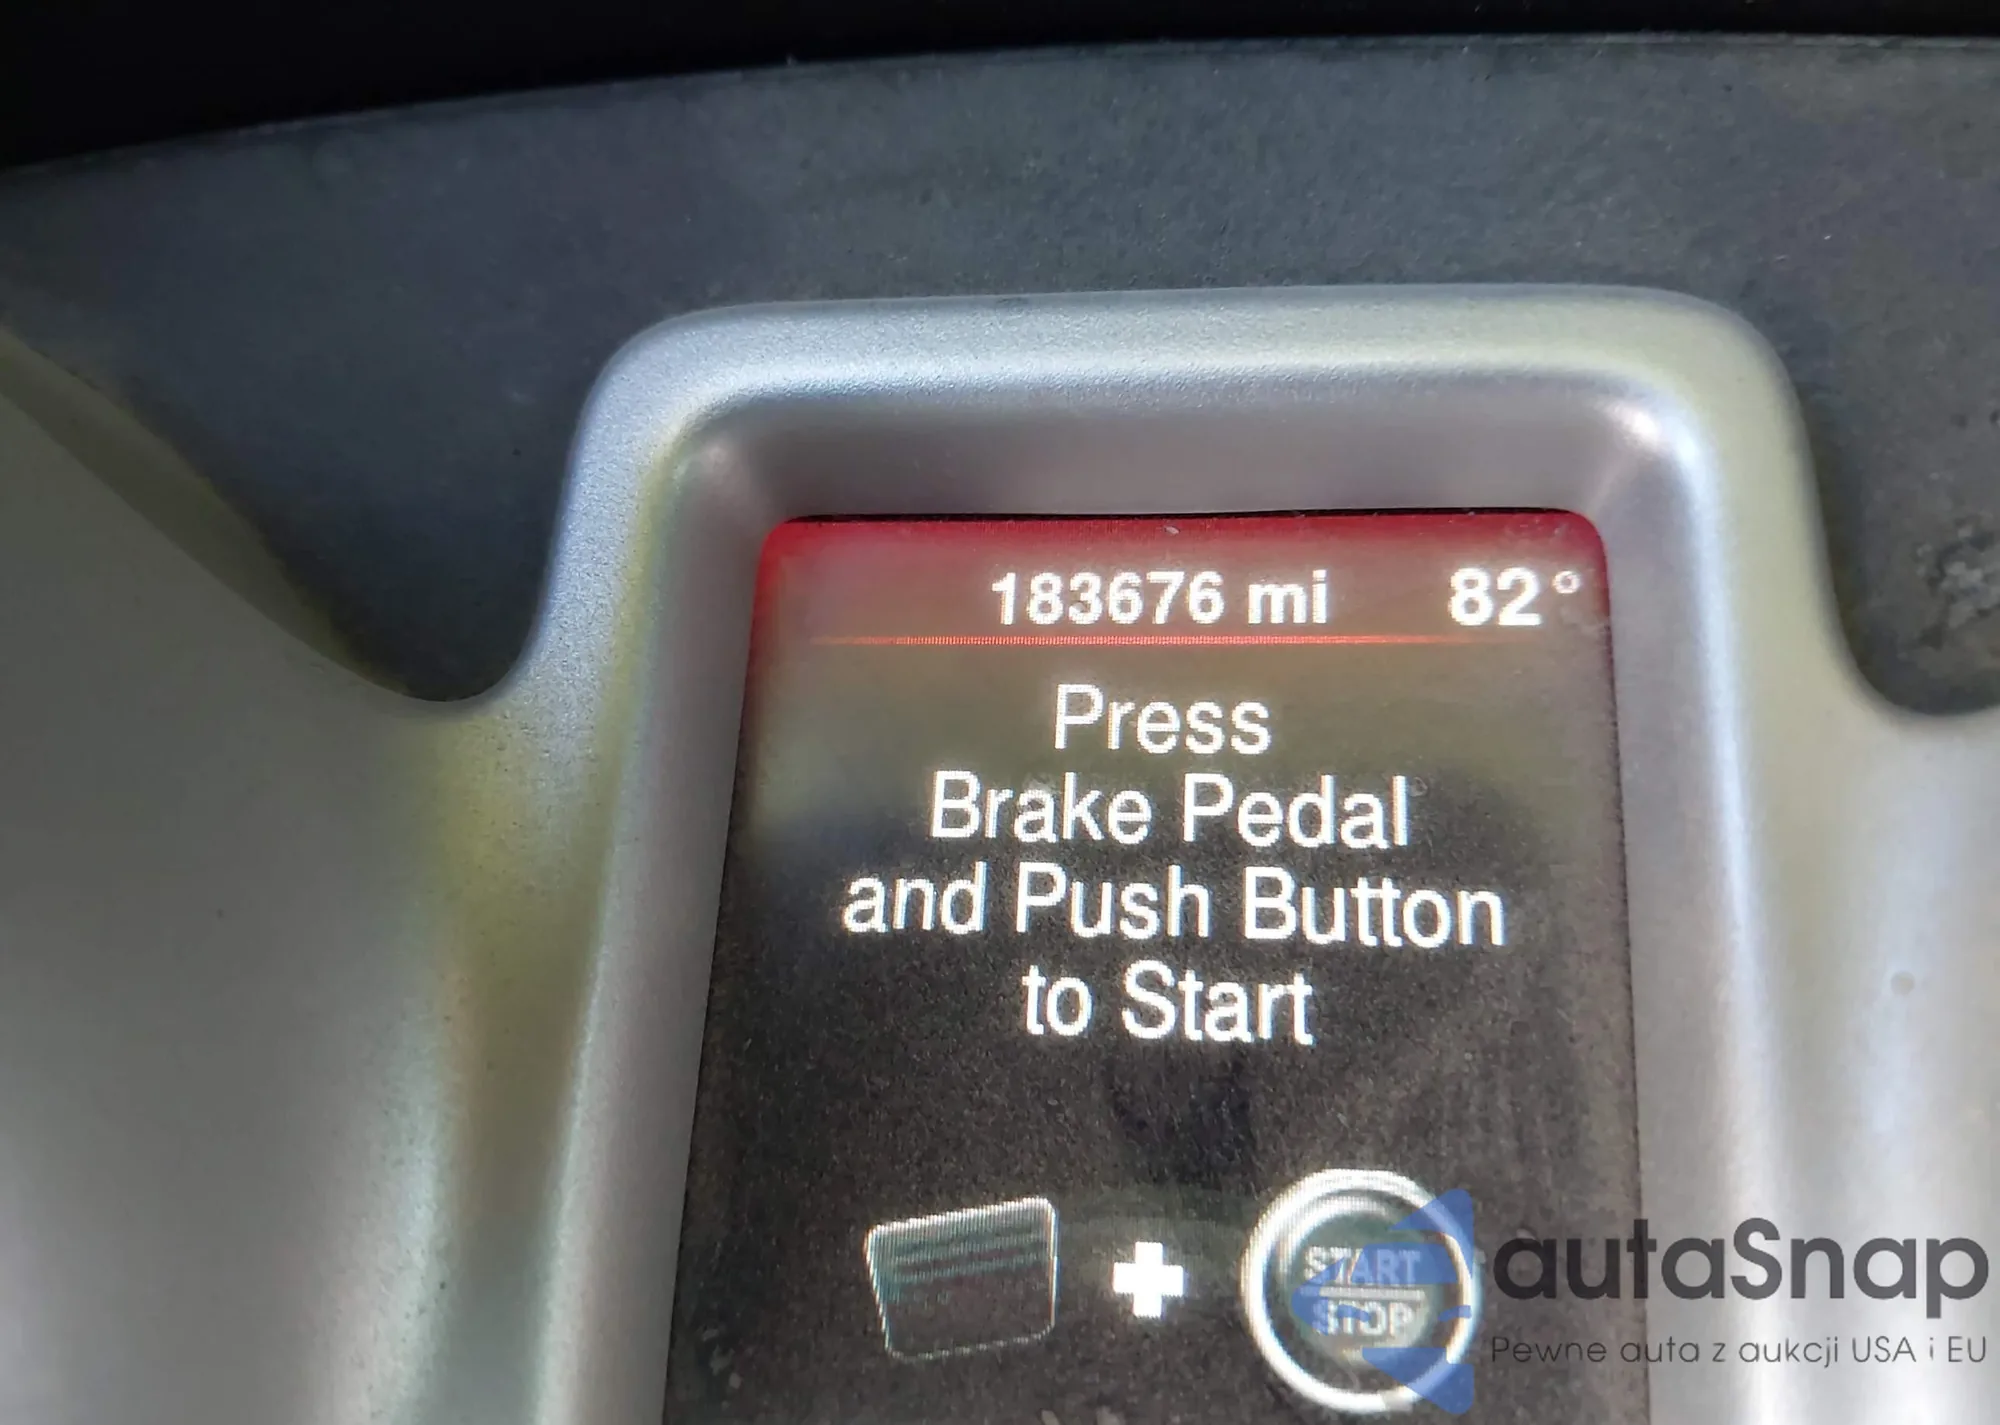 183676 mi 82°
Press
Brake Pedal
and Push Button
to Start
START
STOP
autaSnap
Pewne auta z aukcji USA i EU